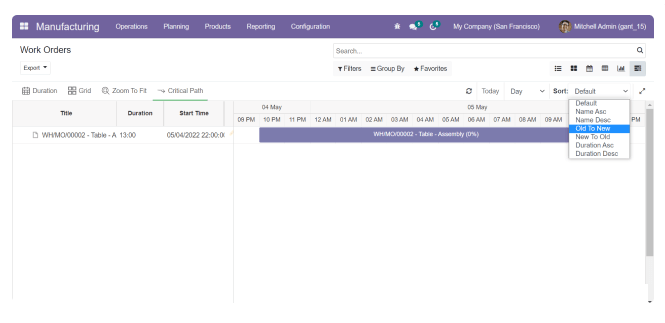 Manufacturing Operations Planning Products Reporting Configuration My Company (San Francisco) Mitchell Admin (gant_15)
Work Orders Search...
Export Filters Group By Favorites
Duration Grid Zoom To Fit Critical Path Today Day Sort: Default
Default
Name Asc
Name Desc
Old To New
New To Old
Duration Asc
Duration Desc
04 May 05 May
Title Duration Start Time
09 PM 10 PM 11 PM 12 AM 01 AM 02 AM 03 AM 04 AM 05 AM 06 AM 07 AM 08 AM 09 AM PM
WH/MO/00002 - Table - A 13:00 05/04/2022 22:00:0 WH/MO/00002 - Table - Assembly (0%)